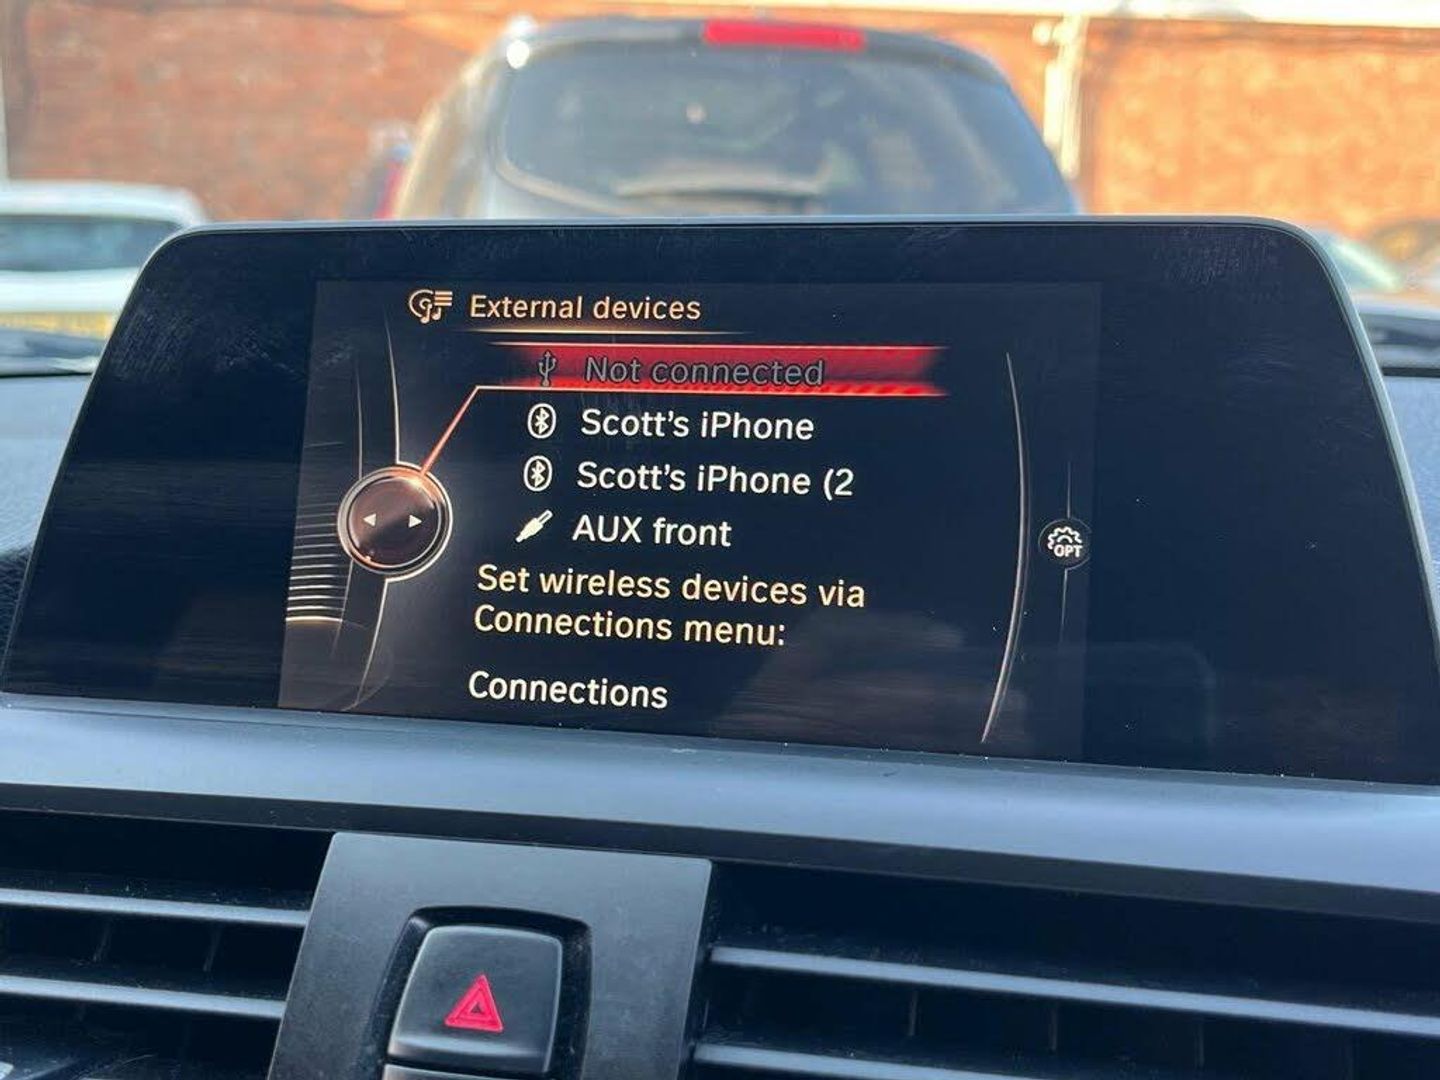 External devices
Not connected
Scott's iPhone
Scott's iPhone (2
AUX front
OPT
Set wireless devices via
Connections menu:
Connections